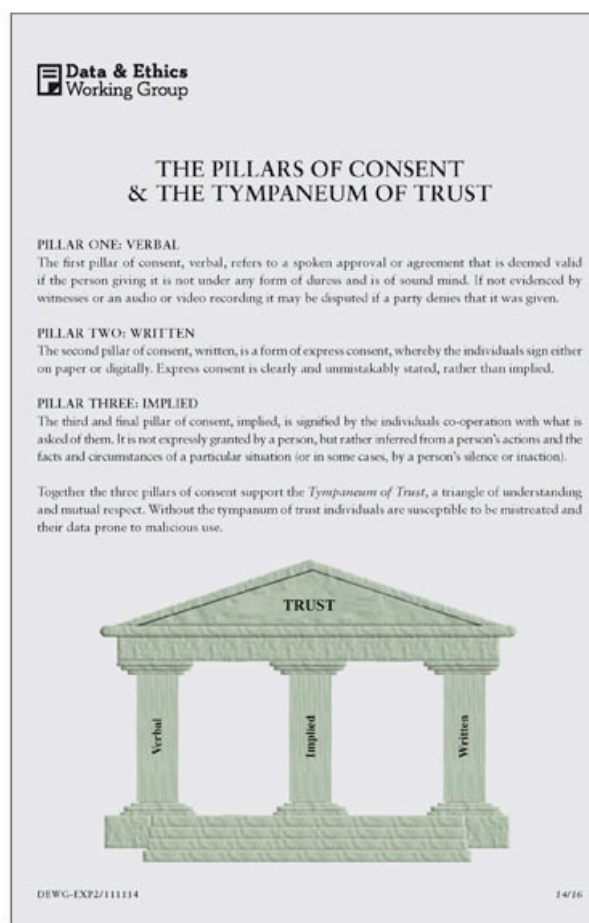 Data & Ethics
Working Group
THE PILLARS OF CONSENT
& THE TYMPANEUM OF TRUST
PILLAR ONE: VERBAL
The first pillar of consent, verbal, refers to a spoken approval or agreement that is deemed valid
if the person giving it is not under any form of duress and is of sound mind. If not evidenced by
witnesses or an audio or video recording it may be disputed if a party denies that it was given.
PILLAR TWO: WRITTEN
The second pillar of consent, written, is a form of express consent, whereby the individuals sign either
on paper or digitally. Express consent is clearly and unmistakably stated, rather than implied.
PILLAR THREE: IMPLIED
The third and final pillar of consent, implied, is signified by the individuals co-operation with what is
asked of them. It is not expressly granted by a person, but rather inferred from a person's actions and the
facts and circumstances of a particular situation (or in some cases, by a person's silence or inaction).
Together the three pillars of consent support the Tympaneum of Trust, a triangle of understanding
and mutual respect. Without the tympanum of trust individuals are susceptible to be mistreated and
their data prone to malicious use.
TRUST
Verbal
Implied
Written
DEWG-EXP2/111114
14/16